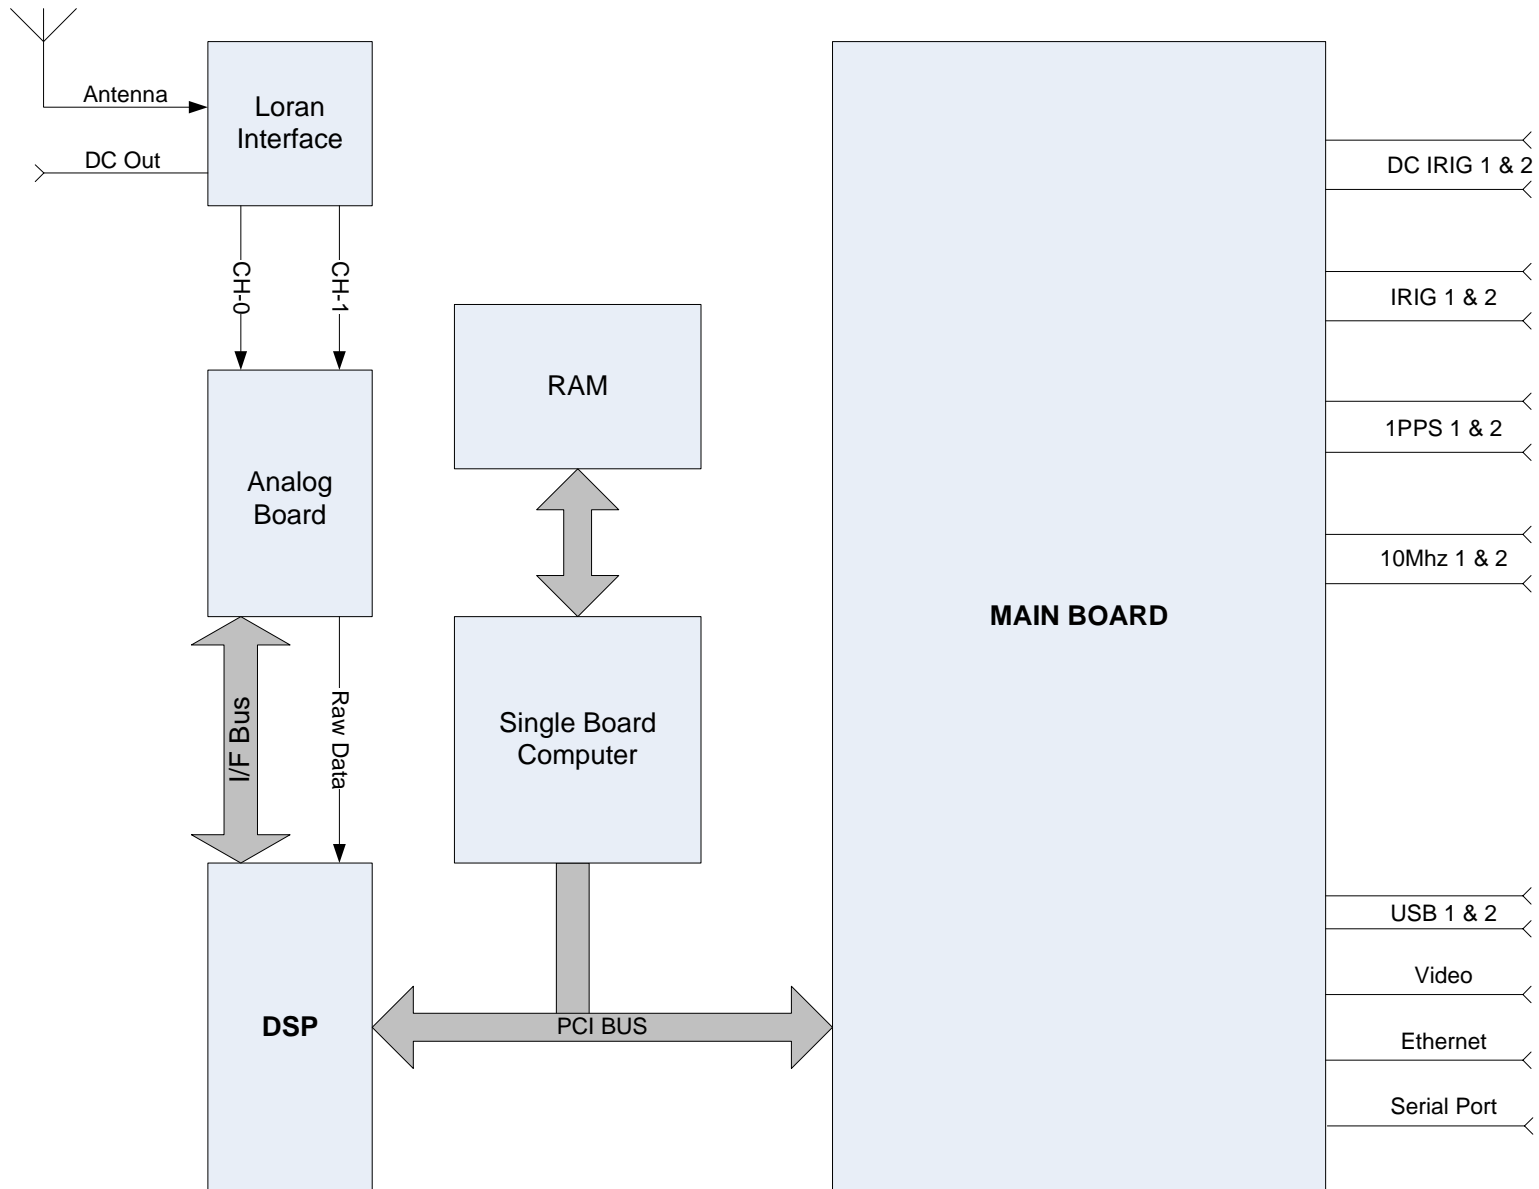 Antenna
DC Out
Loran
Interface
CH-0
CH-1
Analog
Board
I/F Bus
Raw Data
DSP
RAM
Single Board
Computer
PCI BUS
MAIN BOARD
DC IRIG 1 & 2
IRIG 1 & 2
1PPS 1 & 2
10Mhz 1 & 2
USB 1 & 2
Video
Ethernet
Serial Port